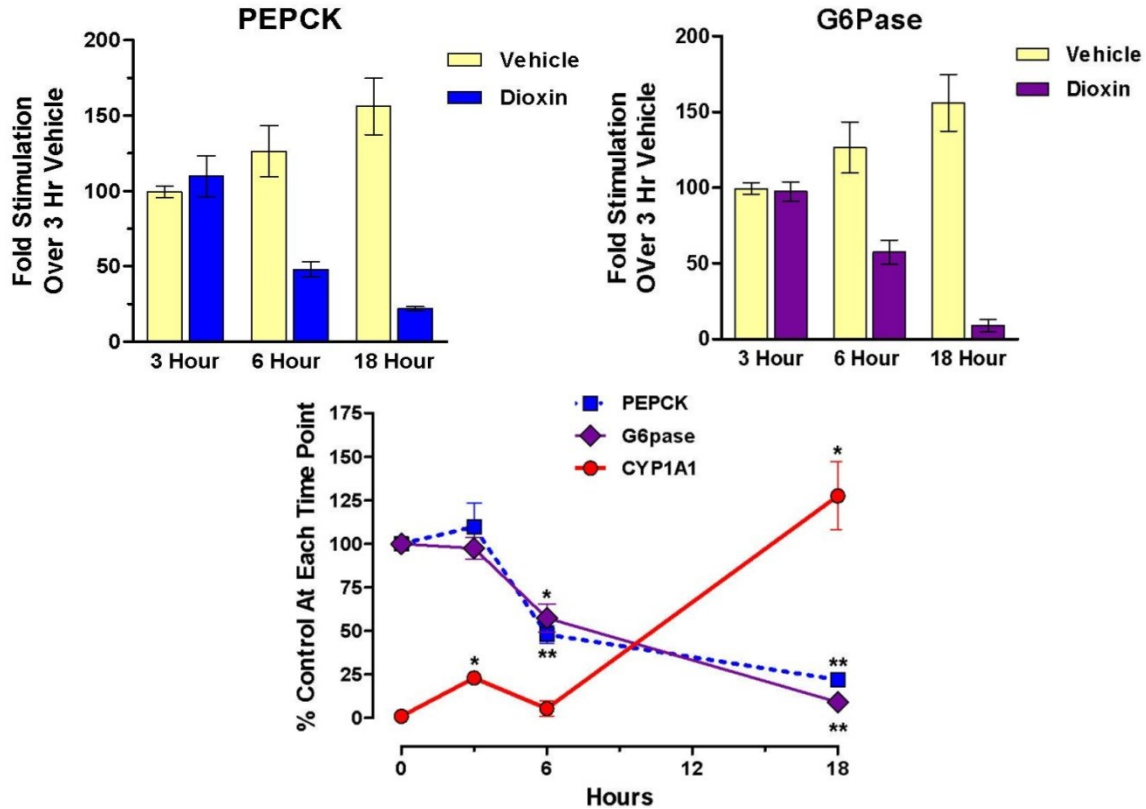 PEPCK
Fold Stimulation
Over 3 Hr Vehicle
200
150
100
50
0
3 Hour
6 Hour
18 Hour
Vehicle
Dioxin
G6Pase
Fold Stimulation
OVer 3 Hr Vehicle
200
150
100
50
0
3 Hour
6 Hour
18 Hour
Vehicle
Dioxin
PEPCK
G6pase
CYP1A1
% Control At Each Time Point
175
150
125
100
75
50
25
0
*
*
**
*
**
**
0
6
12
18
Hours